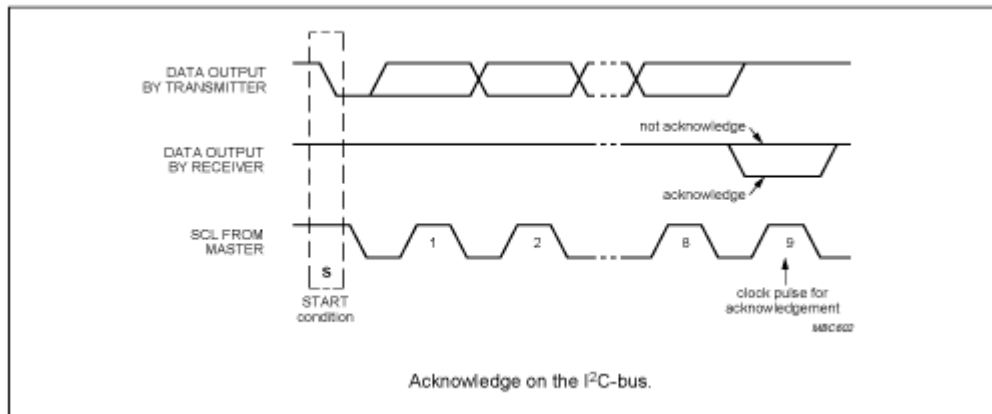 DATA OUTPUT
BY TRANSMITTER
not acknowledge
DATA OUTPUT
BY RECEIVER
acknowledge
SCL FROM
MASTER
1
2
8
9
S
START
condition
clock pulse for
acknowledgement
MBC602
Acknowledge on the I²C-bus.